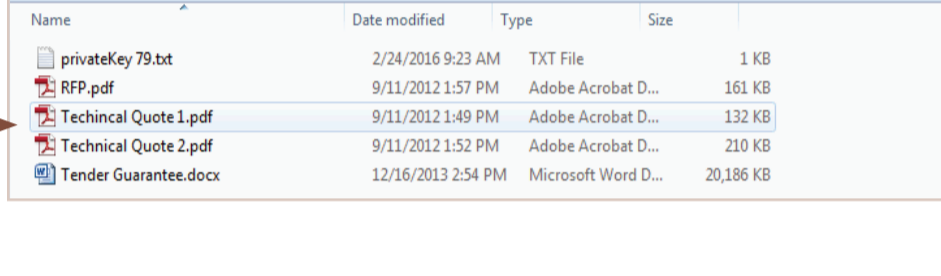 Name Date modified Type Size
privateKey 79.txt 2/24/2016 9:23 AM TXT File 1 KB
RFP.pdf 9/11/2012 1:57 PM Adobe Acrobat D... 161 KB
Techincal Quote 1.pdf 9/11/2012 1:49 PM Adobe Acrobat D... 132 KB
Technical Quote 2.pdf 9/11/2012 1:52 PM Adobe Acrobat D... 210 KB
Tender Guarantee.docx 12/16/2013 2:54 PM Microsoft Word D... 20,186 KB